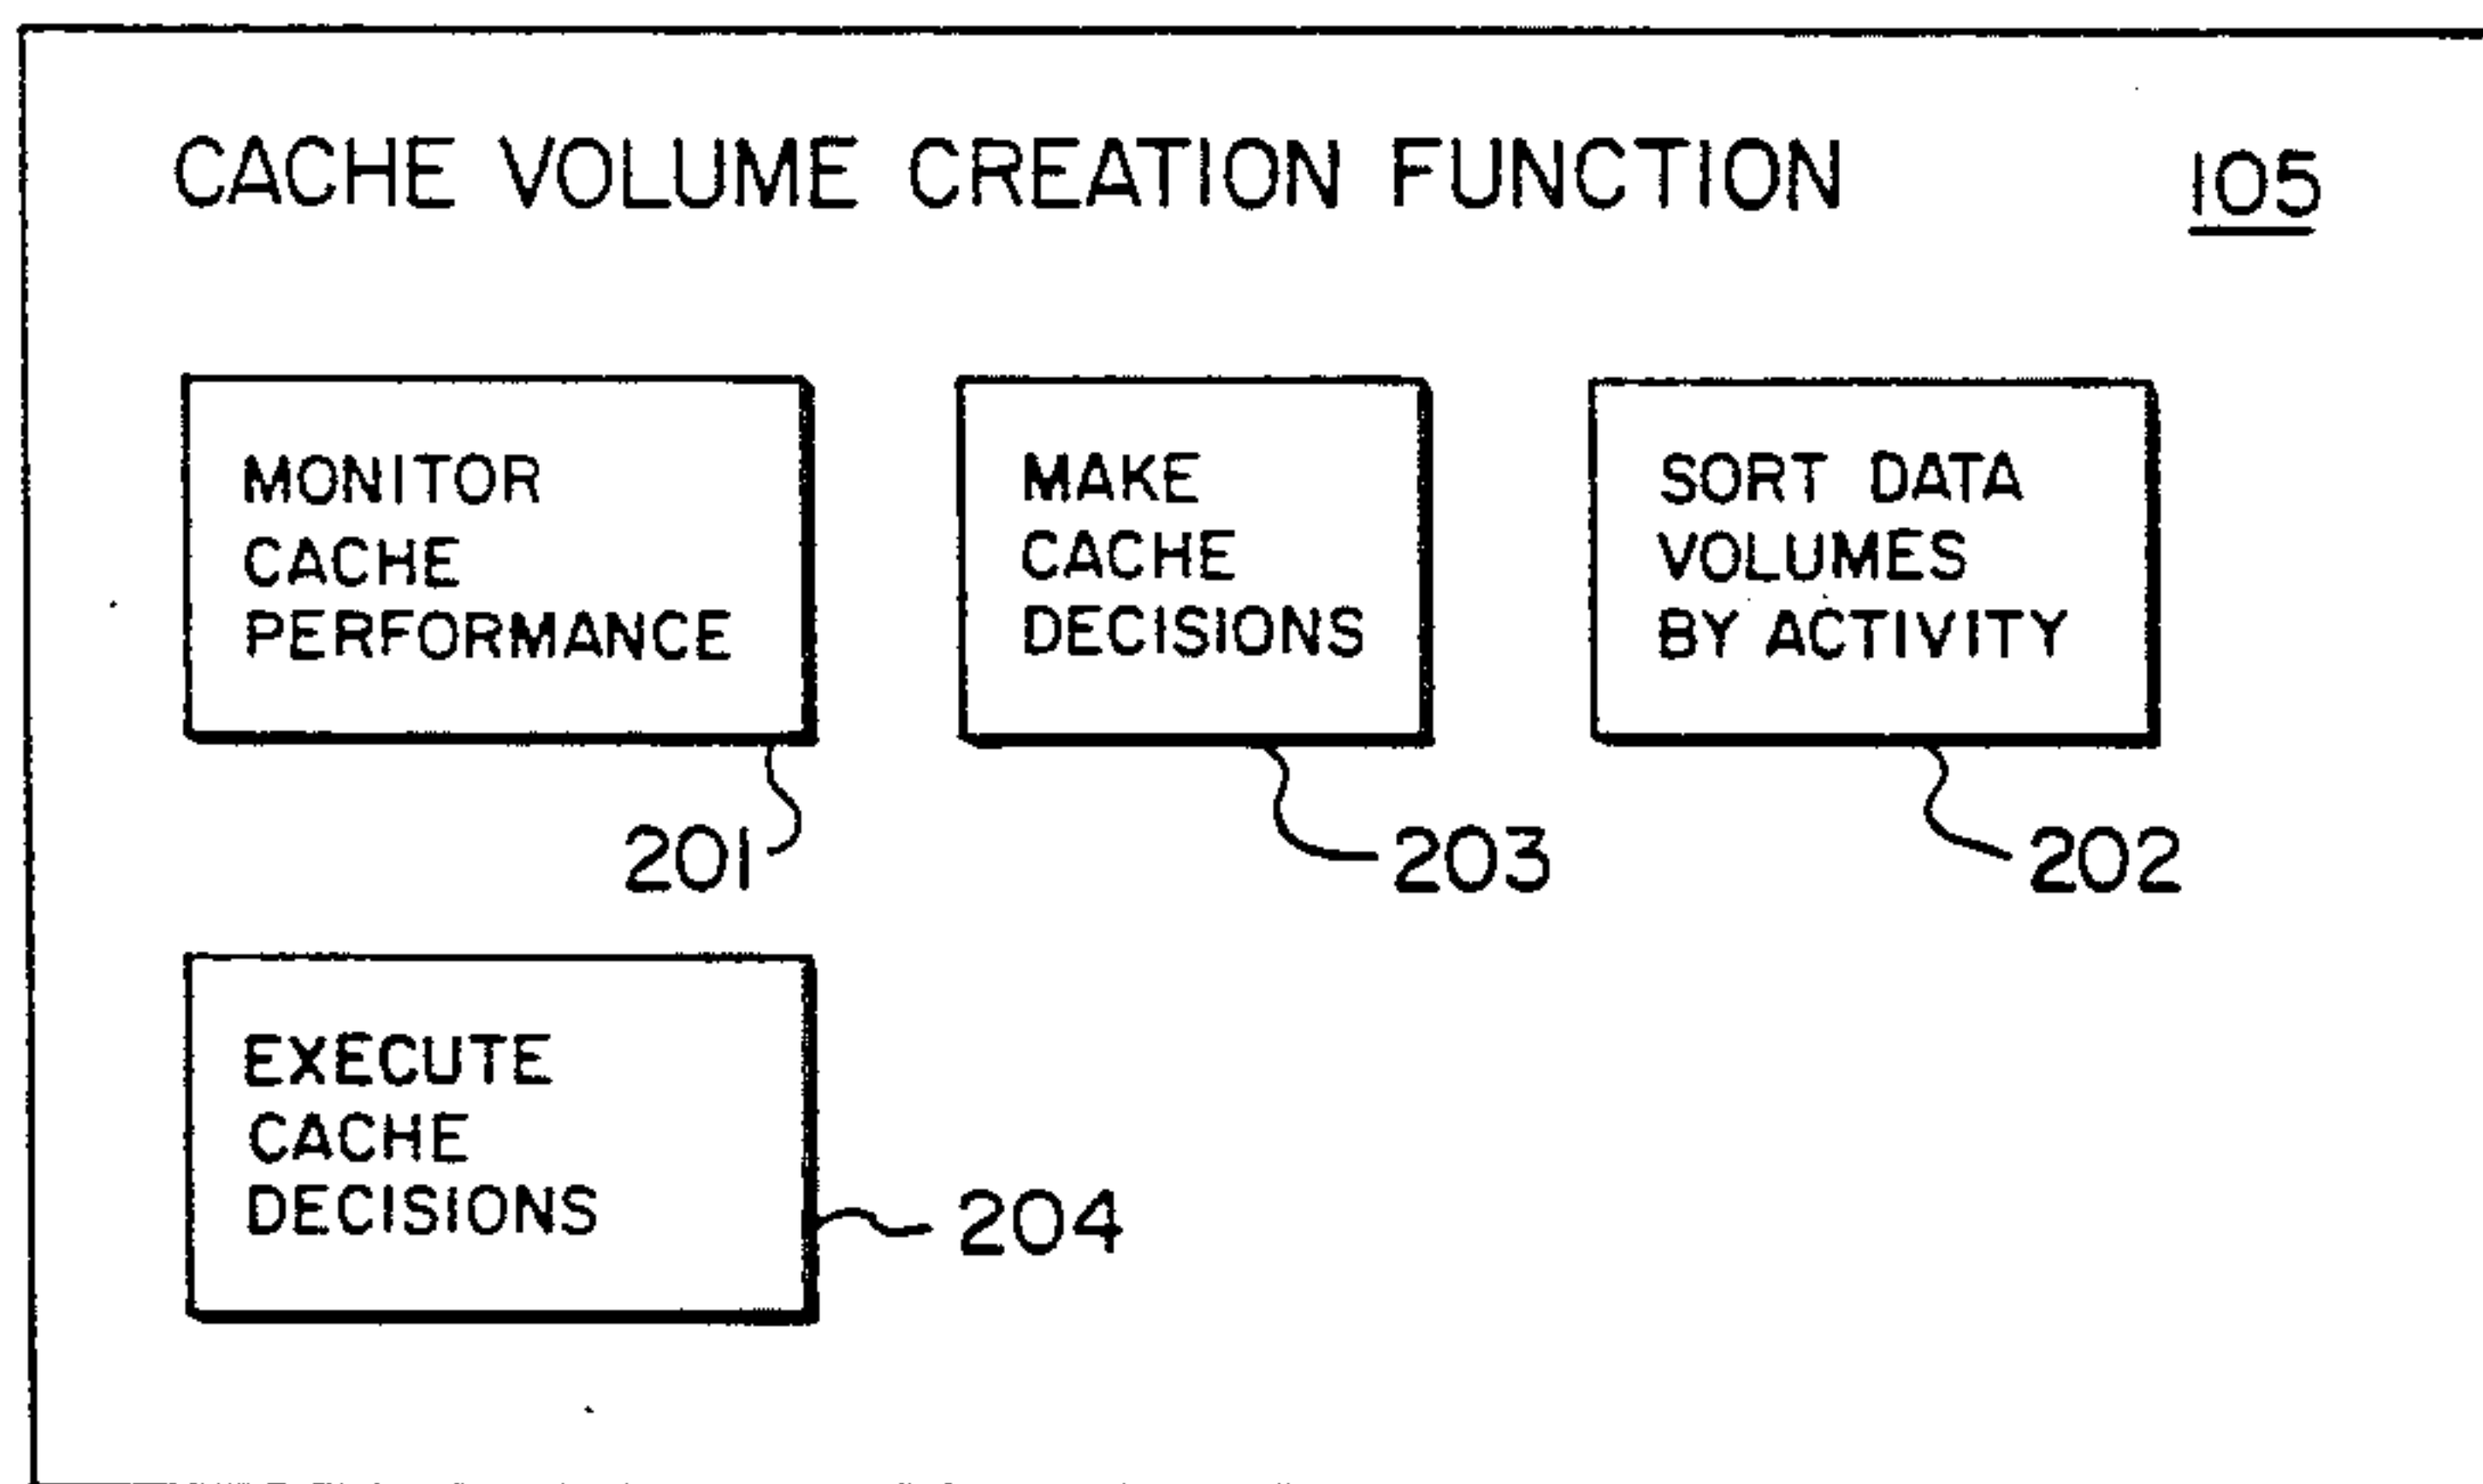 CACHE VOLUME CREATION FUNCTION
105
MONITOR
CACHE
PERFORMANCE
201
MAKE
CACHE
DECISIONS
203
SORT DATA
VOLUMES
BY ACTIVITY
202
EXECUTE
CACHE
DECISIONS
204